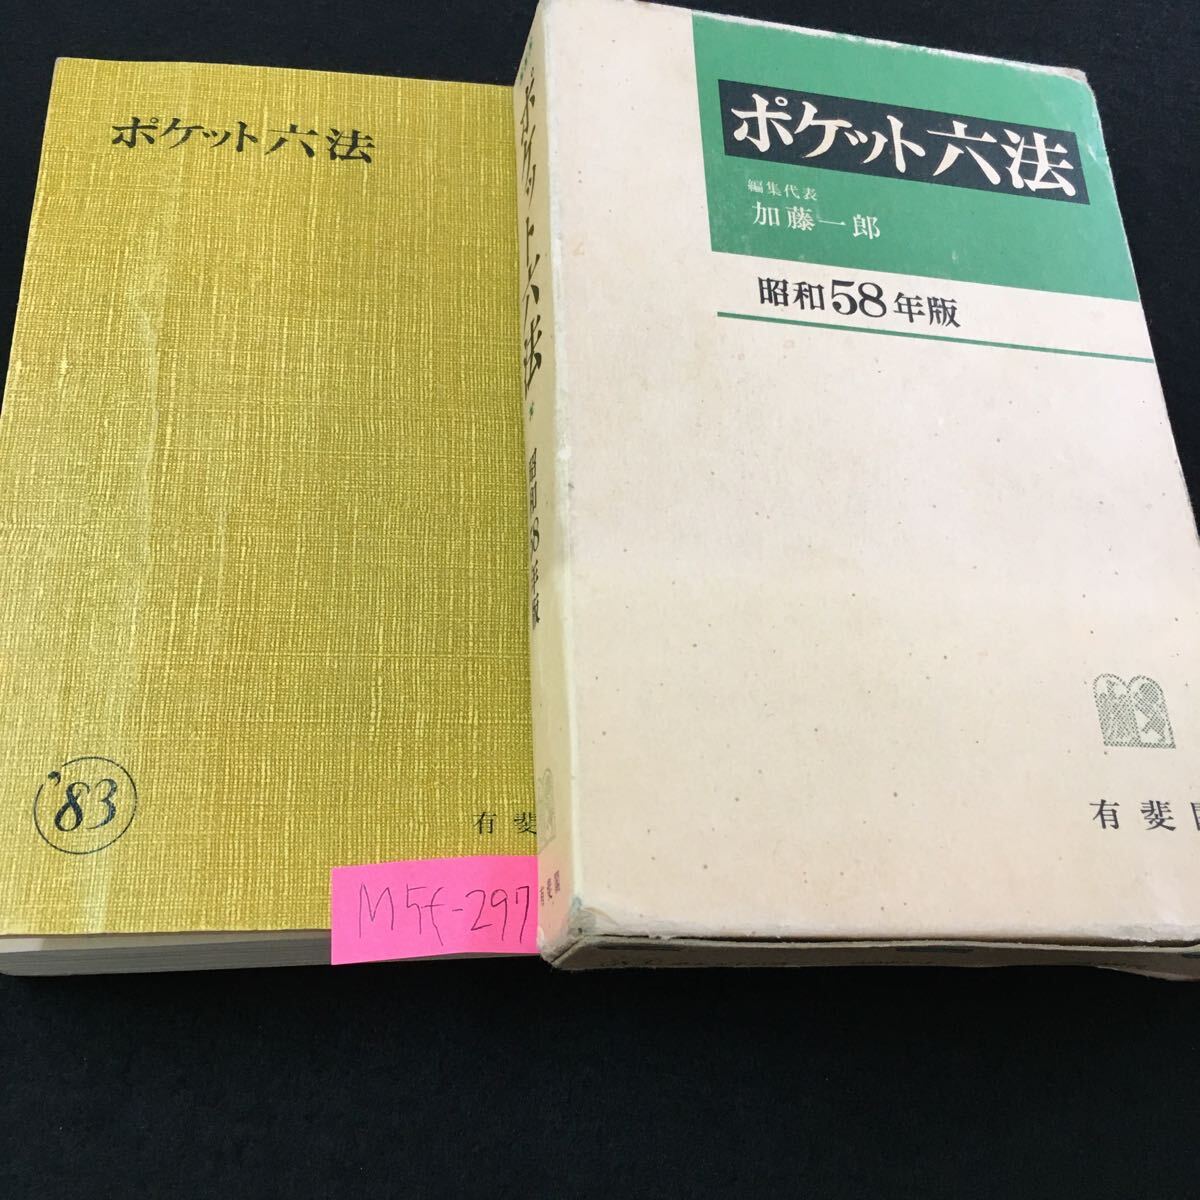 ポケット六法
'83
有斐
M5f-297
ポケット六法
昭和58年版
有斐閣
ポケット六法
編集代表
加藤一郎
昭和58年版
有斐閣